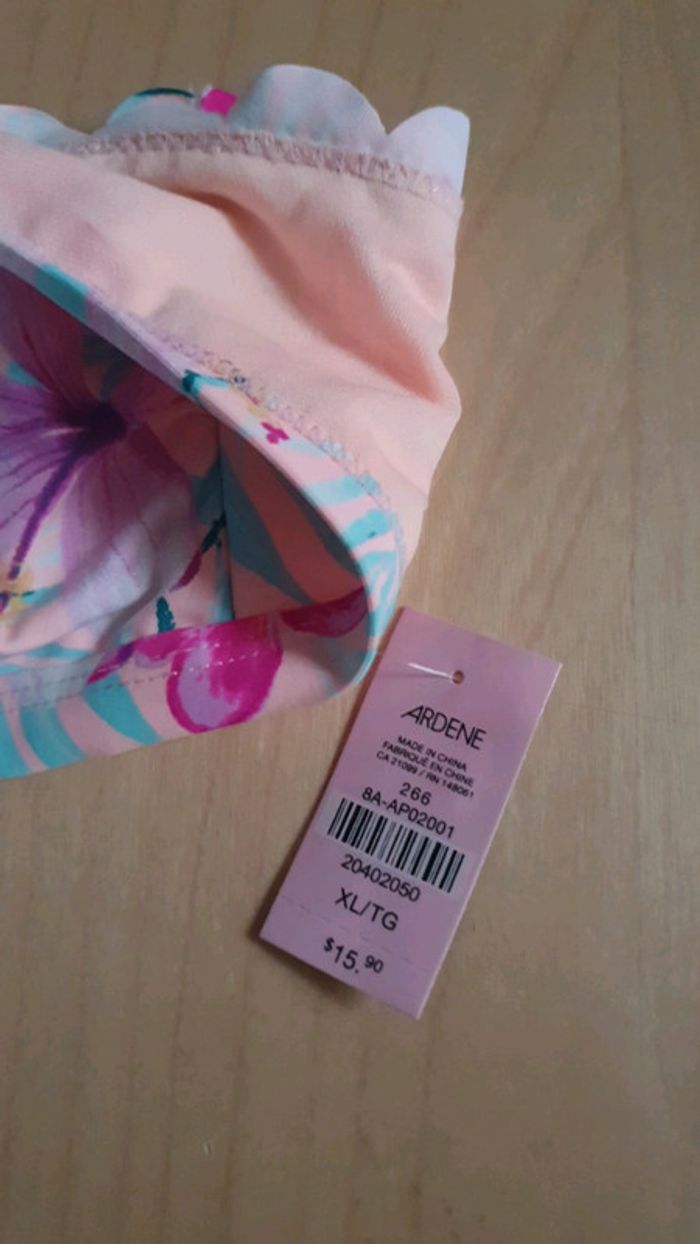 ARDENE
MADE IN CHINA
FABRIQUÉ EN CHINE
CA 21099 / RN 148061
266
8A-AP02001
20402050
XL/TG
$15.90